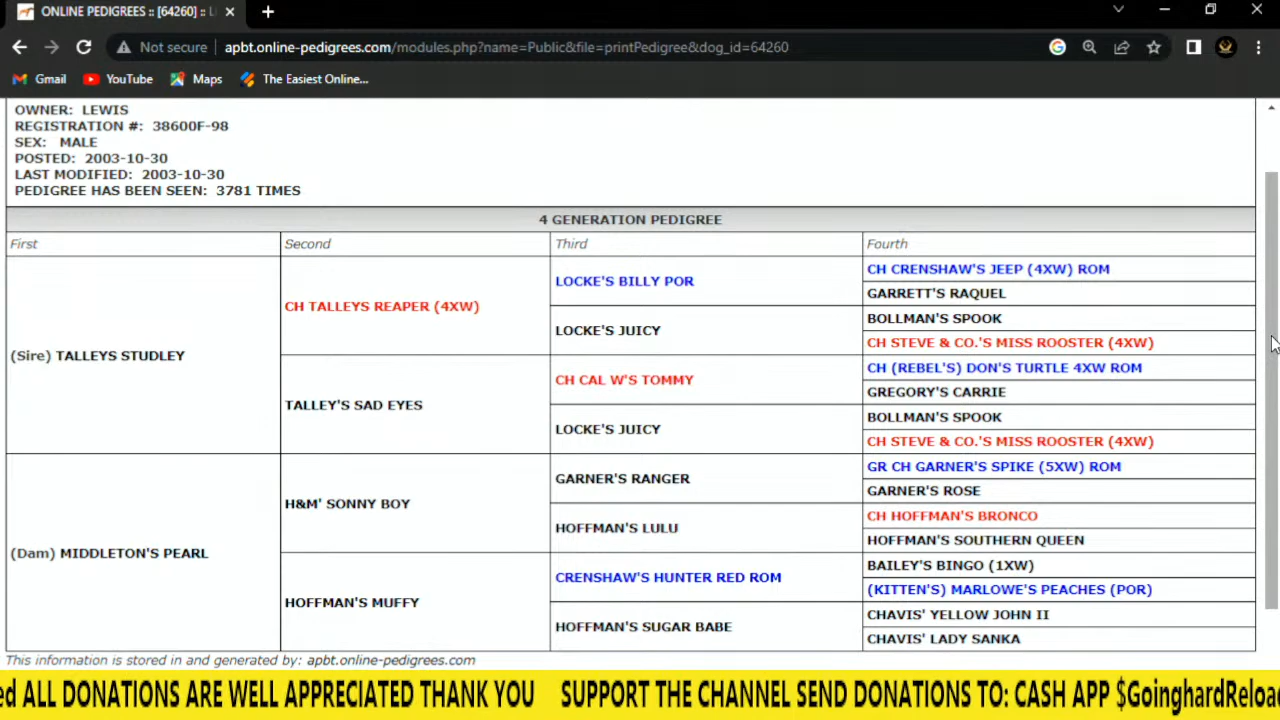 ONLINE PEDIGREES :: [64260] ::
Not secure apbt.online-pedigrees.com/modules.php?name=Public&file=printPedigree&dog_id=64260
Gmail YouTube Maps The Easiest Online...
OWNER: LEWIS
REGISTRATION #: 38600F-98
SEX: MALE
POSTED: 2003-10-30
LAST MODIFIED: 2003-10-30
PEDIGREE HAS BEEN SEEN: 3781 TIMES
4 GENERATION PEDIGREE
First Second Third Fourth
(Sire) TALLEYS STUDLEY
CH TALLEYS REAPER (4XW)
LOCKE'S BILLY POR
CH CRENSHAW'S JEEP (4XW) ROM
GARRETT'S RAQUEL
LOCKE'S JUICY
BOLLMAN'S SPOOK
CH STEVE & CO.'S MISS ROOSTER (4XW)
TALLEY'S SAD EYES
CH CAL W'S TOMMY
CH (REBEL'S) DON'S TURTLE 4XW ROM
GREGORY'S CARRIE
LOCKE'S JUICY
BOLLMAN'S SPOOK
CH STEVE & CO.'S MISS ROOSTER (4XW)
(Dam) MIDDLETON'S PEARL
H&M' SONNY BOY
GARNER'S RANGER
GR CH GARNER'S SPIKE (5XW) ROM
GARNER'S ROSE
HOFFMAN'S LULU
CH HOFFMAN'S BRONCO
HOFFMAN'S SOUTHERN QUEEN
HOFFMAN'S MUFFY
CRENSHAW'S HUNTER RED ROM
BAILEY'S BINGO (1XW)
(KITTEN'S) MARLOWE'S PEACHES (POR)
HOFFMAN'S SUGAR BABE
CHAVIS' YELLOW JOHN II
CHAVIS' LADY SANKA
This information is stored in and generated by: apbt.online-pedigrees.com
ed ALL DONATIONS ARE WELL APPRECIATED THANK YOU SUPPORT THE CHANNEL SEND DONATIONS TO: CASH APP $GoinghardReload